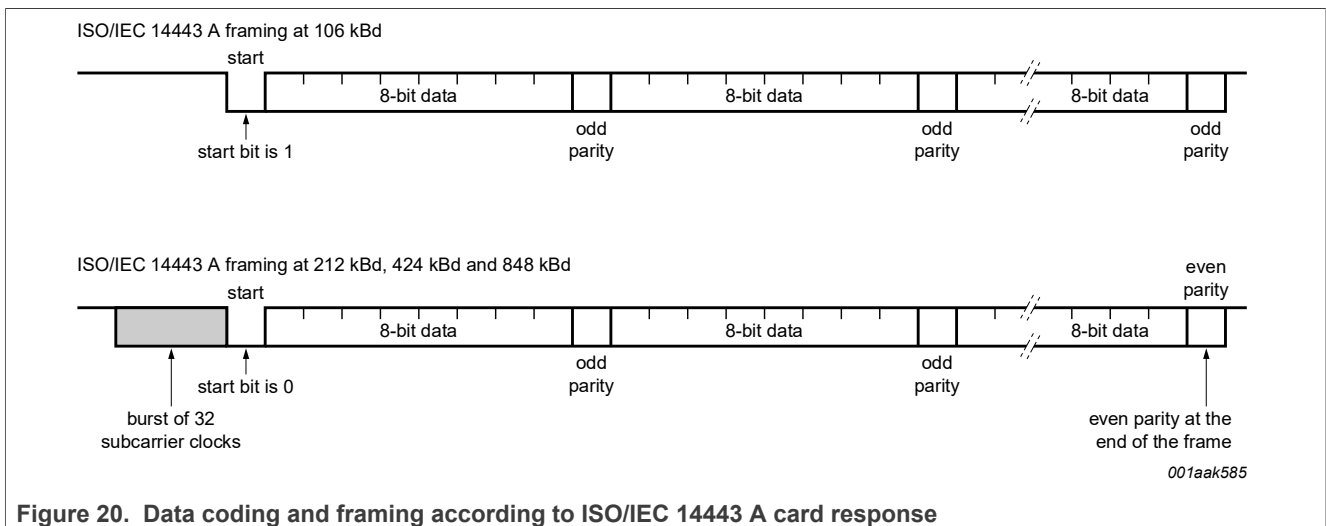 ISO/IEC 14443 A framing at 106 kBd
start
8-bit data 8-bit data 8-bit data
odd parity odd parity odd parity
start bit is 1
ISO/IEC 14443 A framing at 212 kBd, 424 kBd and 848 kBd
even parity
start
8-bit data 8-bit data 8-bit data
odd parity odd parity
start bit is 0
burst of 32
subcarrier clocks
even parity at the
end of the frame
001aak585
Figure 20. Data coding and framing according to ISO/IEC 14443 A card response